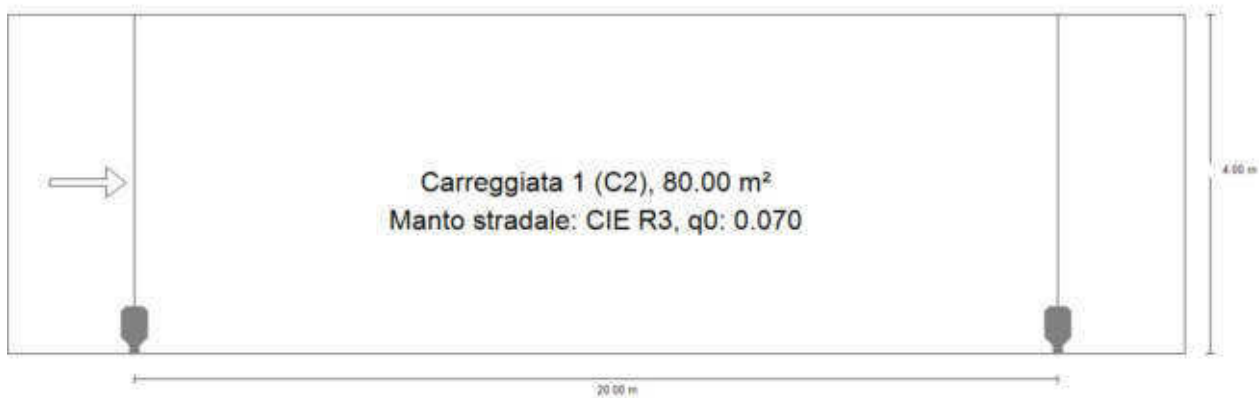 Carreggiata 1 (C2), 80.00 m²
Manto stradale: CIE R3, q0: 0.070
4.00 m
20.00 m